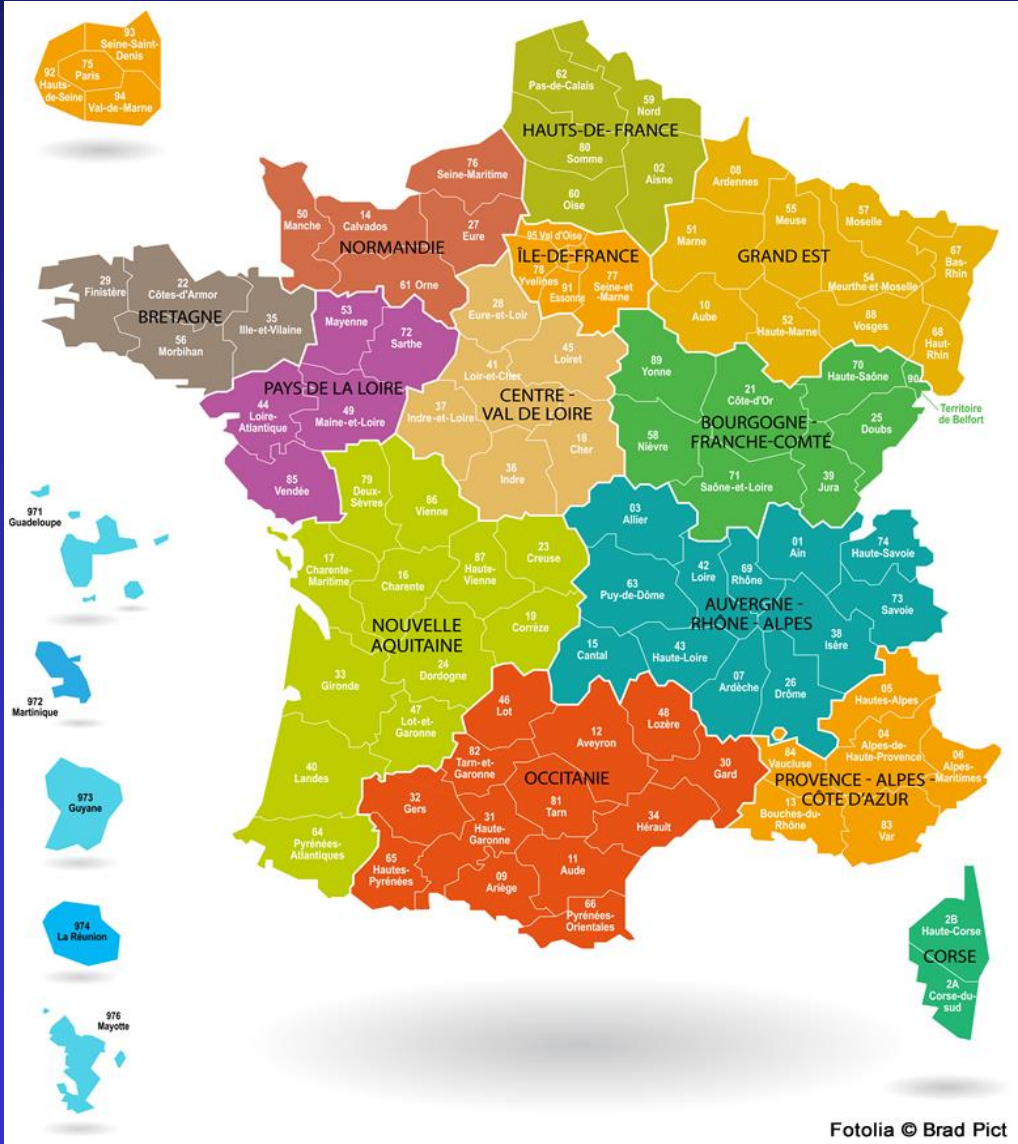 93
Seine-Saint-
Denis
75
Paris
92
Hauts-
de-Seine
94
Val-de-Marne
62
Pas-de-Calais
59
Nord
HAUTS-DE-FRANCE
80
Somme
02
Aisne
60
Oise
76
Seine-Maritime
50
Manche
14
Calvados
27
Eure
NORMANDIE
61 Orne
95 Val d'Oise
ÎLE-DE-FRANCE
78
Yvelines
91
Essonne
77
Seine-et
-Marne
08
Ardennes
51
Marne
55
Meuse
57
Moselle
67
Bas-
Rhin
GRAND EST
54
Meurthe-et-Moselle
10
Aube
52
Haute-Marne
88
Vosges
68
Haut-
Rhin
29
Finistère
22
Côtes-d'Armor
BRETAGNE
35
Ille-et-Vilaine
56
Morbihan
53
Mayenne
72
Sarthe
PAYS DE LA LOIRE
44
Loire-
Atlantique
49
Maine-et-Loire
85
Vendée
28
Eure-et-Loir
45
Loiret
41
Loir-et-Cher
CENTRE -
VAL DE LOIRE
37
Indre-et-Loire
18
Cher
36
Indre
89
Yonne
21
Côte-d'Or
70
Haute-Saône
90
Territoire
de Belfort
BOURGOGNE -
FRANCHE-COMTÉ
25
Doubs
58
Nièvre
71
Saône-et-Loire
39
Jura
79
Deux-
Sèvres
86
Vienne
17
Charente-
Maritime
16
Charente
87
Haute-
Vienne
23
Creuse
19
Corrèze
NOUVELLE
AQUITAINE
33
Gironde
24
Dordogne
47
Lot-et-
Garonne
40
Landes
64
Pyrénées-
Atlantiques
03
Allier
01
Ain
74
Haute-Savoie
42
Loire
69
Rhône
63
Puy-de-Dôme
73
Savoie
AUVERGNE -
RHÔNE - ALPES
38
Isère
15
Cantal
43
Haute-Loire
07
Ardèche
26
Drôme
46
Lot
48
Lozère
12
Aveyron
82
Tarn-et-
Garonne
OCCITANIE
30
Gard
32
Gers
81
Tarn
31
Haute-
Garonne
34
Hérault
65
Hautes-
Pyrénées
09
Ariège
11
Aude
66
Pyrénées-
Orientales
05
Hautes-Alpes
04
Alpes-de-
Haute-Provence
06
Alpes-
Maritimes
84
Vaucluse
PROVENCE - ALPES -
CÔTE D'AZUR
13
Bouches-du-
Rhône
83
Var
2B
Haute-Corse
CORSE
2A
Corse-du-
sud
971
Guadeloupe
972
Martinique
973
Guyane
974
La Réunion
976
Mayotte
Fotolia © Brad Pict